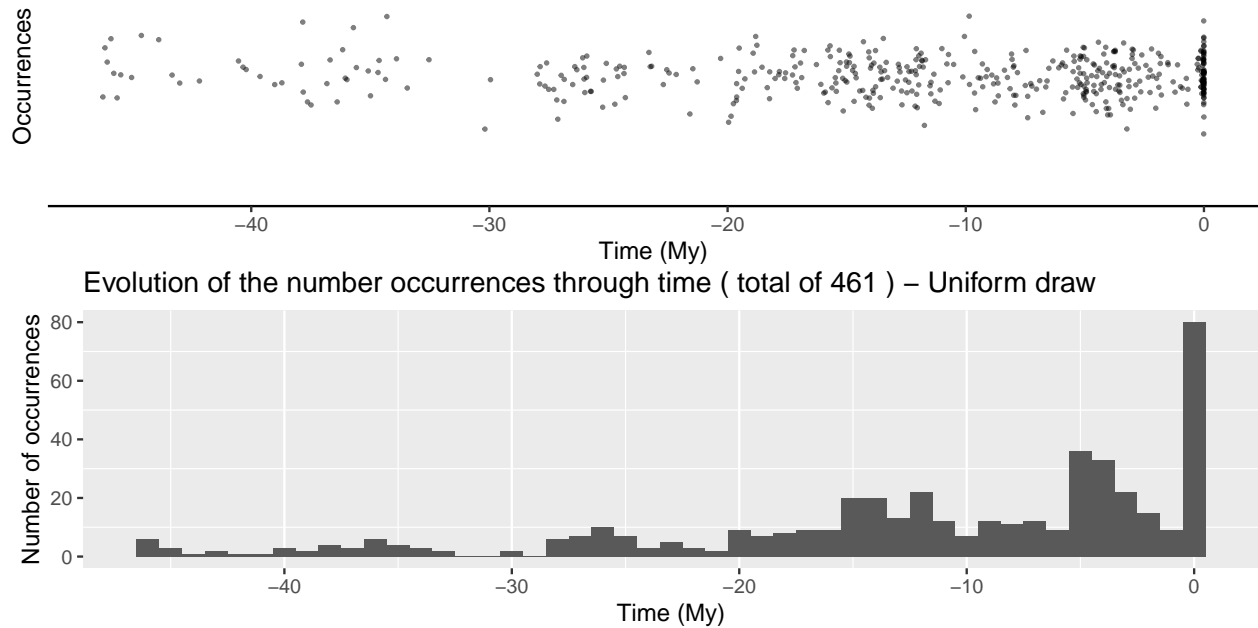 Occurrences
−40 −30 −20 −10 0
Time (My)
Evolution of the number occurrences through time ( total of 461 ) − Uniform draw
Number of occurrences
80
60
40
20
0
−40 −30 −20 −10 0
Time (My)